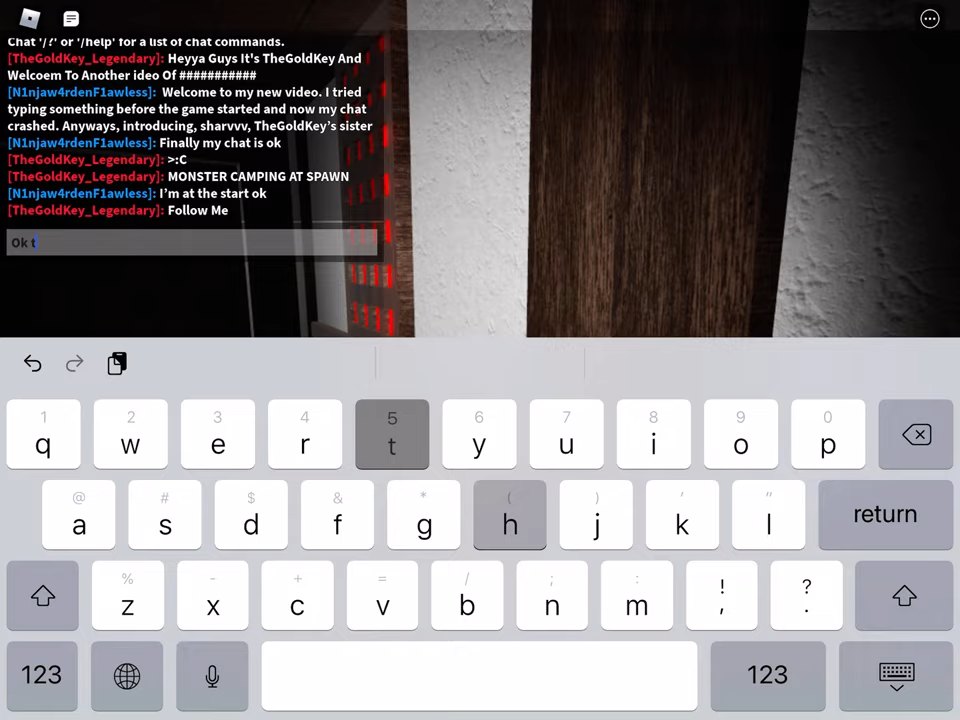 Chat '/?' or '/help' for a list of chat commands.
[TheGoldKey_Legendary]: Heyya Guys It's TheGoldKey And
Welcoem To Another ideo Of ###########
[N1njaw4rdenF1awless]: Welcome to my new video. I tried
typing something before the game started and now my chat
crashed. Anyways, introducing, sharvvv, TheGoldKey’s sister
[N1njaw4rdenF1awless]: Finally my chat is ok
[TheGoldKey_Legendary]: >:C
[TheGoldKey_Legendary]: MONSTER CAMPING AT SPAWN
[N1njaw4rdenF1awless]: I’m at the start ok
[TheGoldKey_Legendary]: Follow Me
Ok t
1 2 3 4 5 6 7 8 9 0
q w e r t y u i o p
@ # $ & * ( ) ' "
a s d f g h j k l return
% - + = / ; : ! ?
z x c v b n m , .
123 123